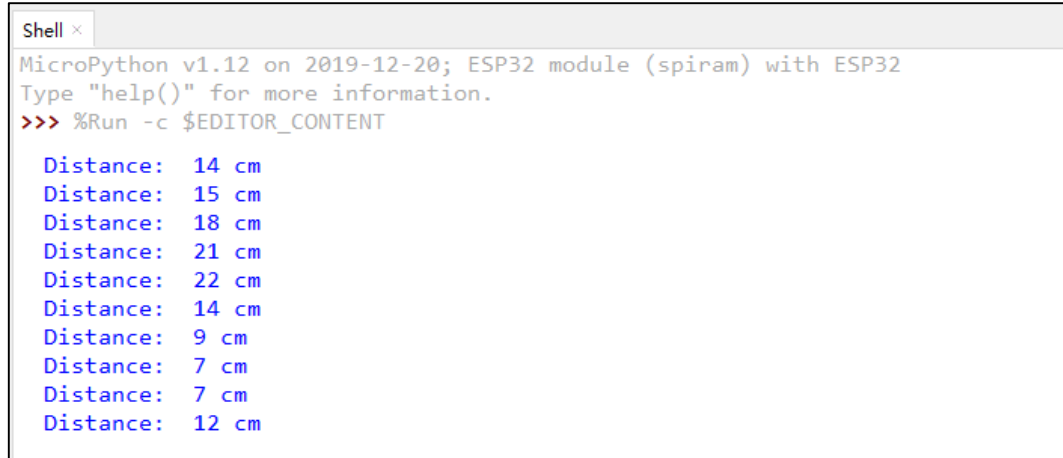 Shell ×
MicroPython v1.12 on 2019-12-20; ESP32 module (spiram) with ESP32
Type "help()" for more information.
>>> %Run -c $EDITOR_CONTENT
Distance:  14 cm
Distance:  15 cm
Distance:  18 cm
Distance:  21 cm
Distance:  22 cm
Distance:  14 cm
Distance:  9 cm
Distance:  7 cm
Distance:  7 cm
Distance:  12 cm